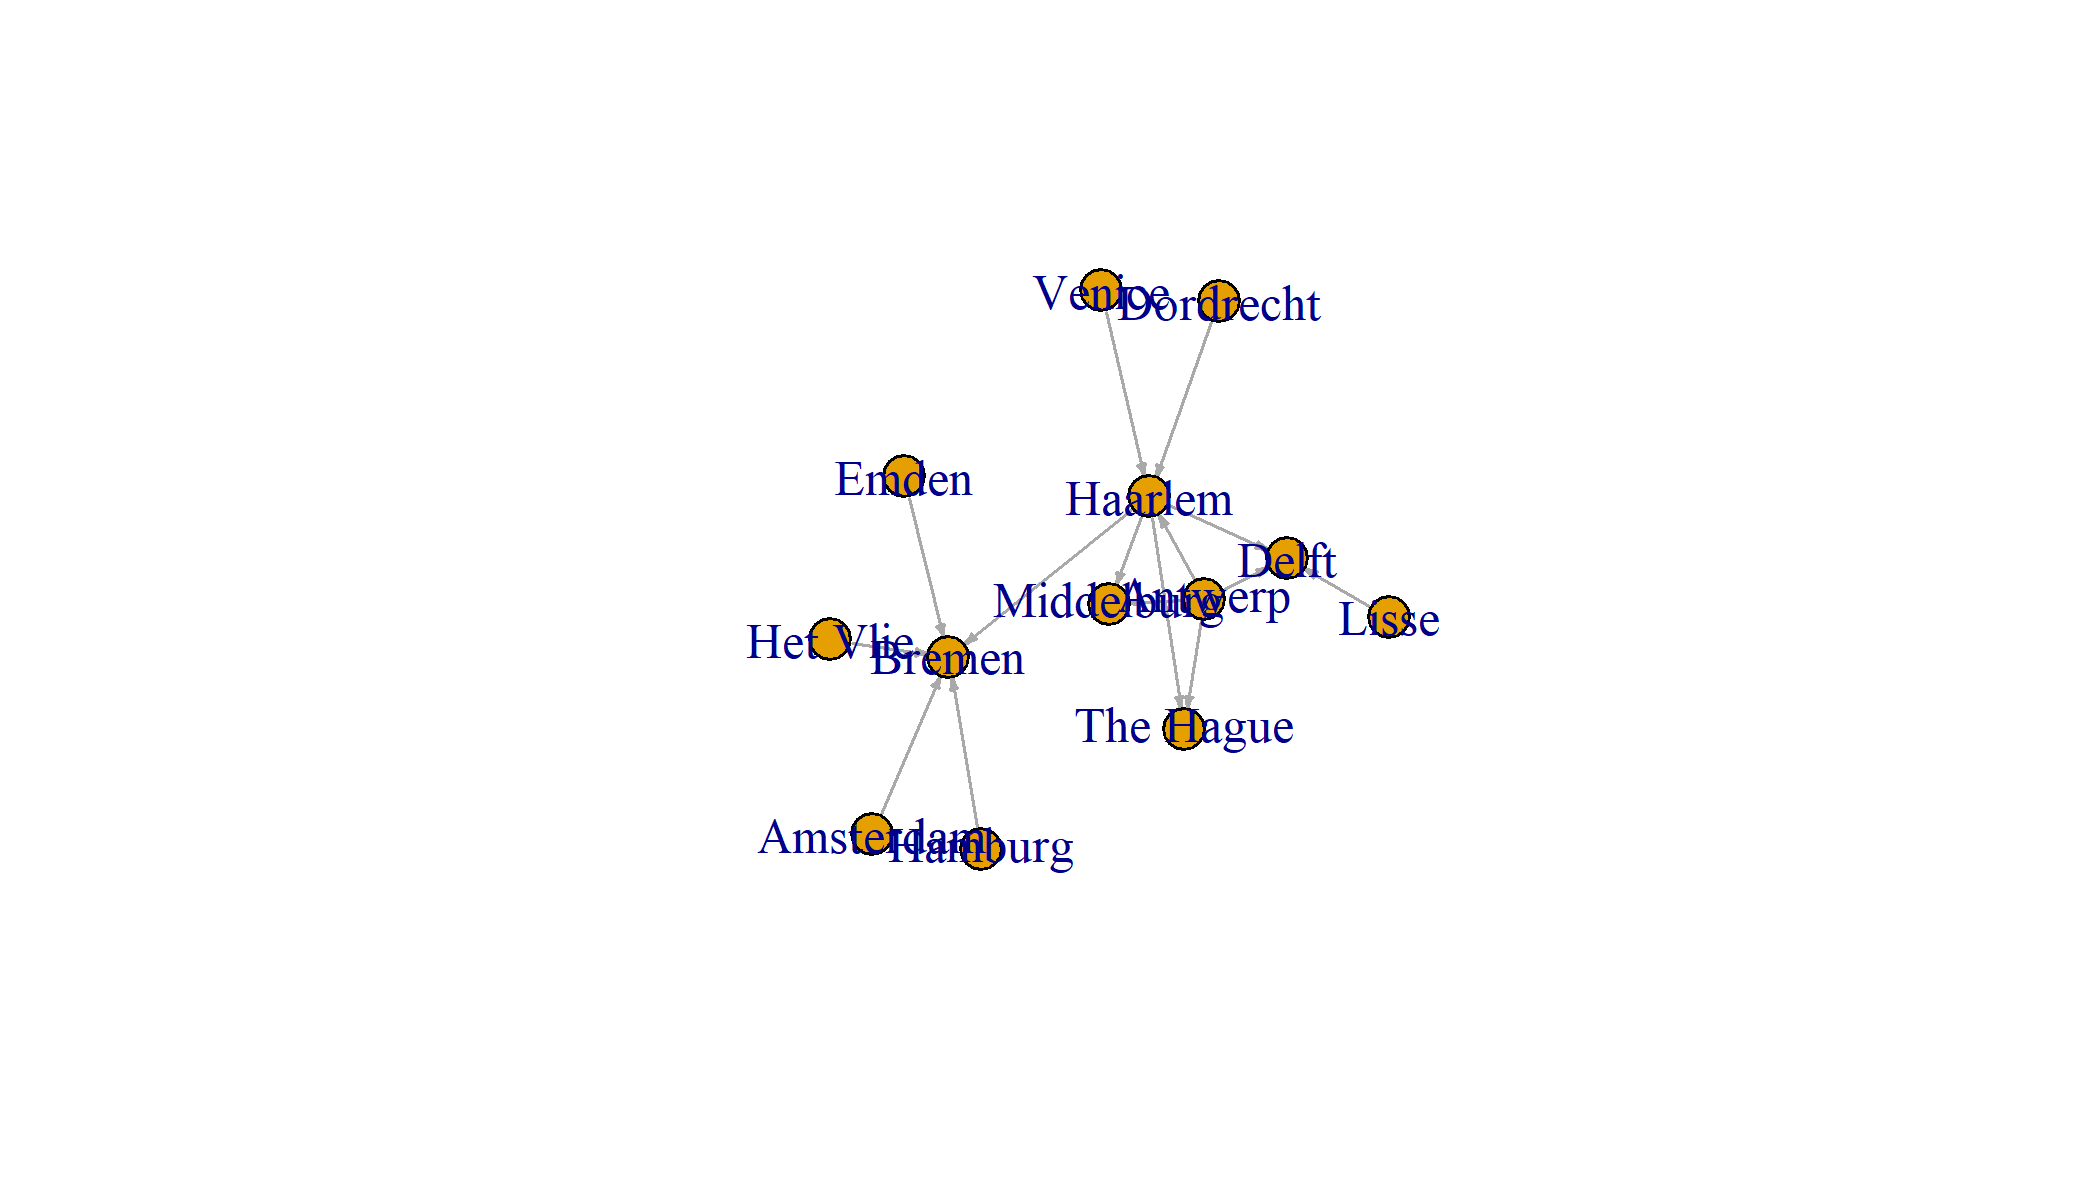 Venice
Dordrecht
Emden
Haarlem
Delft
Middelburg
Antwerp
Lisse
Het Vlie
Bremen
The Hague
Amsterdam
Hamburg